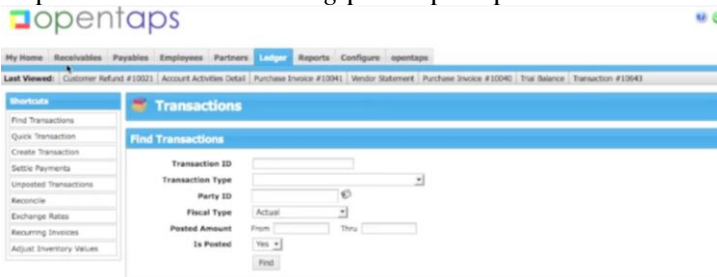 opentaps
My Home Receivables Payables Employees Partners Ledger Reports Configure opentaps
Last Viewed: Customer Refund #10021 Account Activities Detail Purchase Invoice #10041 Vendor Statement Purchase Invoice #10040 Trial Balance Transaction #10643
Shortcuts
Find Transactions
Quick Transaction
Create Transaction
Settle Payments
Unposted Transactions
Reconcile
Exchange Rates
Recurring Invoices
Adjust Inventory Values
Transactions
Find Transactions
Transaction ID
Transaction Type
Party ID
Fiscal Type Actual
Posted Amount From Thru
Is Posted Yes
Find